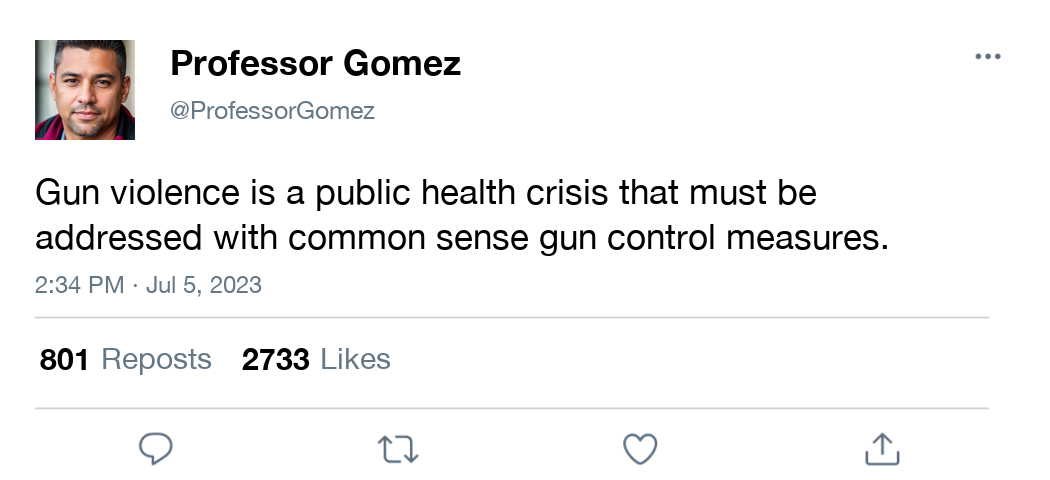 Professor Gomez
@ProfessorGomez
Gun violence is a public health crisis that must be
addressed with common sense gun control measures.
2:34 PM · Jul 5, 2023
801 Reposts 2733 Likes